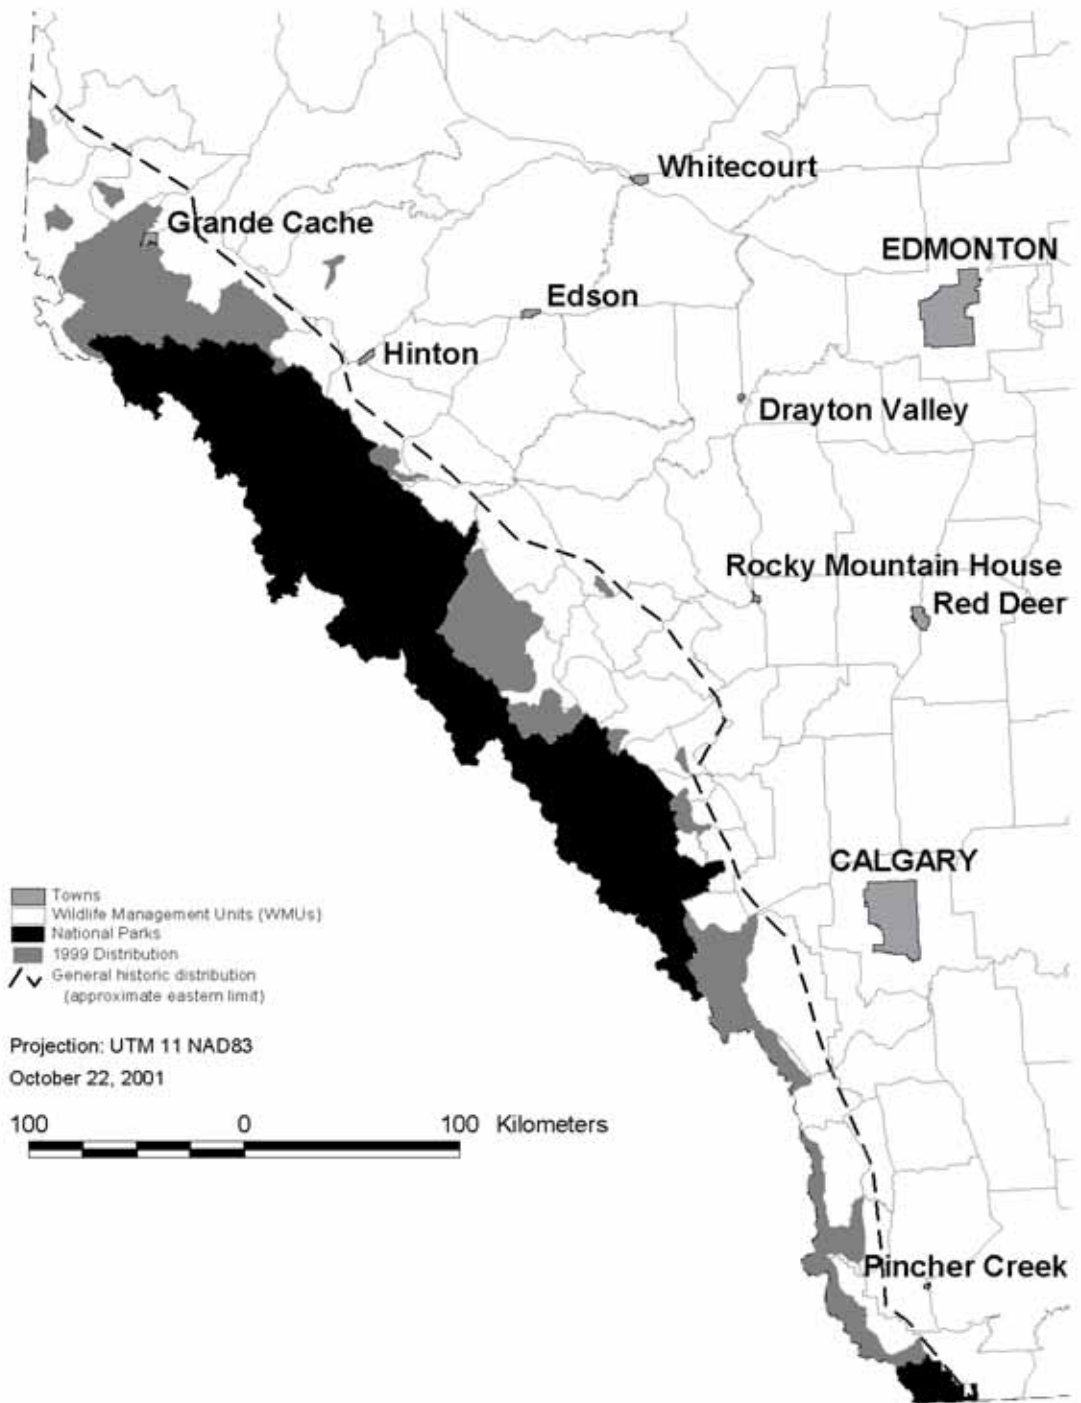 Whitecourt
Grande Cache
EDMONTON
Edson
Hinton
Drayton Valley
Rocky Mountain House
Red Deer
CALGARY
Towns
Wildlife Management Units (WMUs)
National Parks
1999 Distribution
General historic distribution
(approximate eastern limit)
Projection: UTM 11 NAD83
October 22, 2001
100 0 100 Kilometers
Pincher Creek